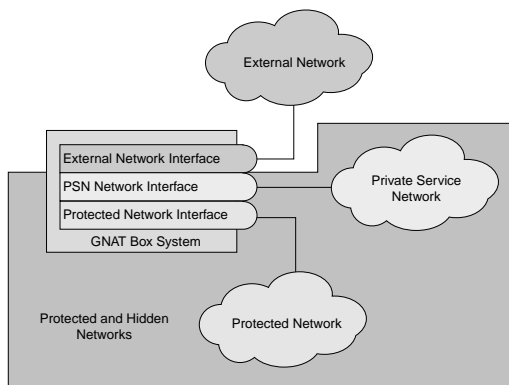 External Network
External Network Interface
PSN Network Interface
Protected Network Interface
GNAT Box System
Private Service
Network
Protected and Hidden
Networks
Protected Network